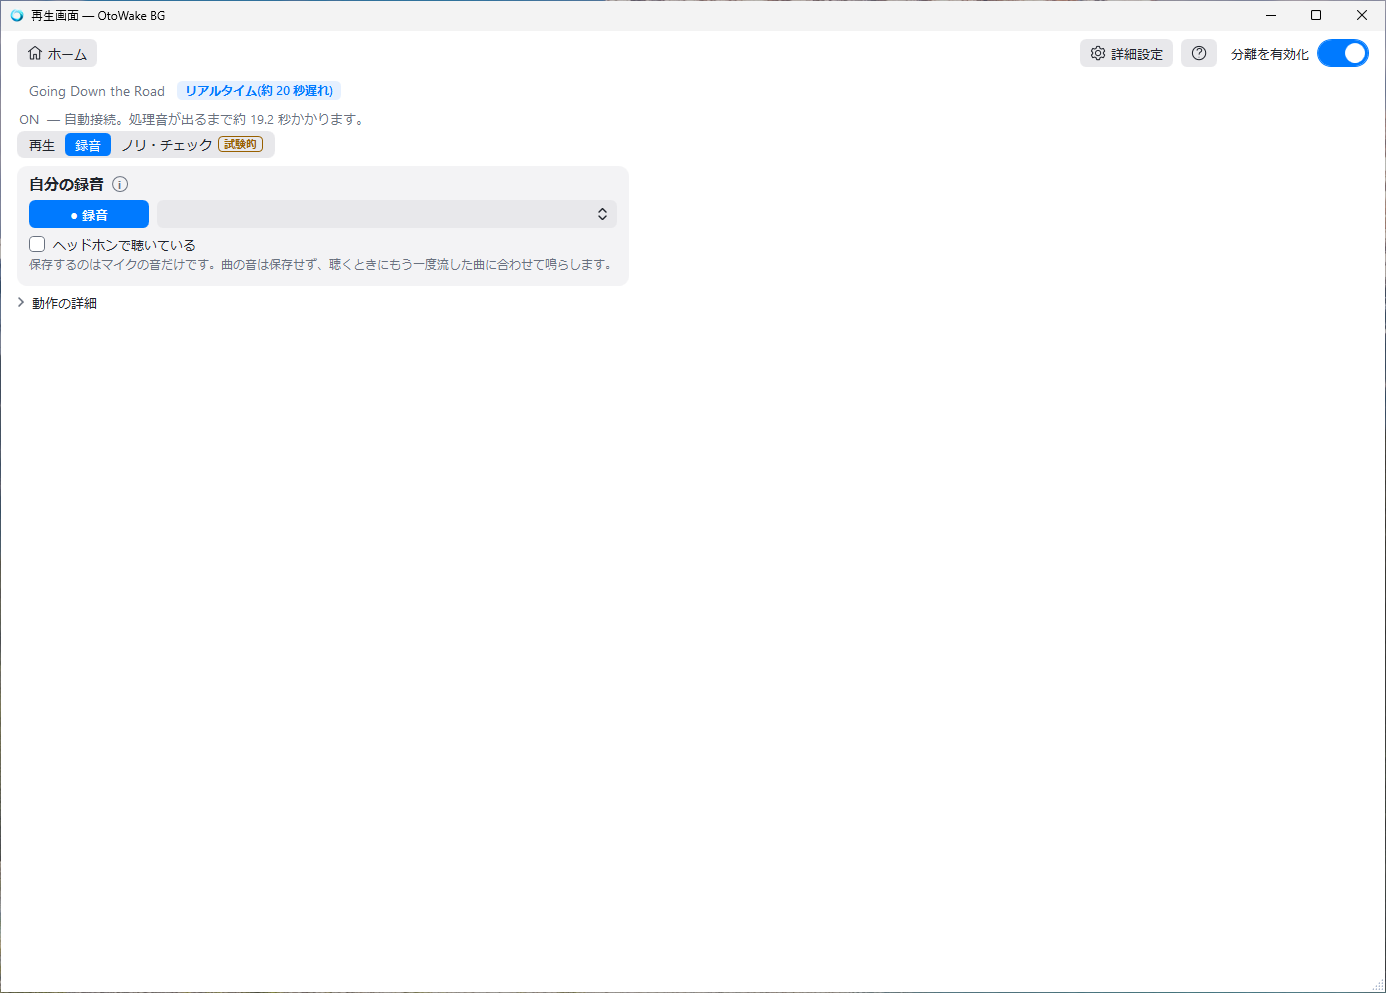 再生画面 — OtoWake BG
ホーム
詳細設定
分離を有効化
Going Down the Road リアルタイム(約 20 秒遅れ)
ON — 自動接続。処理音が出るまで約 19.2 秒かかります。
再生 録音 ノリ・チェック 試験的
自分の録音
● 録音
ヘッドホンで聴いている
保存するのはマイクの音だけです。曲の音は保存せず、聴くときにもう一度流した曲に合わせて鳴らします。
動作の詳細